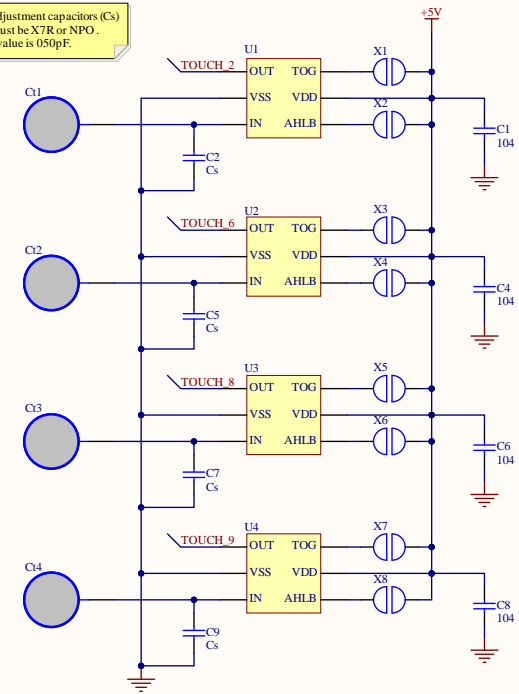 djustment capacitors (Cs)
ust be X7R or NPO .
alue is 050pF.
+5V
U1
X1
TOUCH_2
OUT
TOG
Ct1
VSS
VDD
X2
IN
AHLB
C1
104
C2
Cs
U2
X3
TOUCH_6
OUT
TOG
Ct2
VSS
VDD
X4
IN
AHLB
C4
104
C5
Cs
U3
X5
TOUCH_8
OUT
TOG
Ct3
VSS
VDD
X6
IN
AHLB
C6
104
C7
Cs
U4
X7
TOUCH_9
OUT
TOG
Ct4
VSS
VDD
X8
IN
AHLB
C8
104
C9
Cs